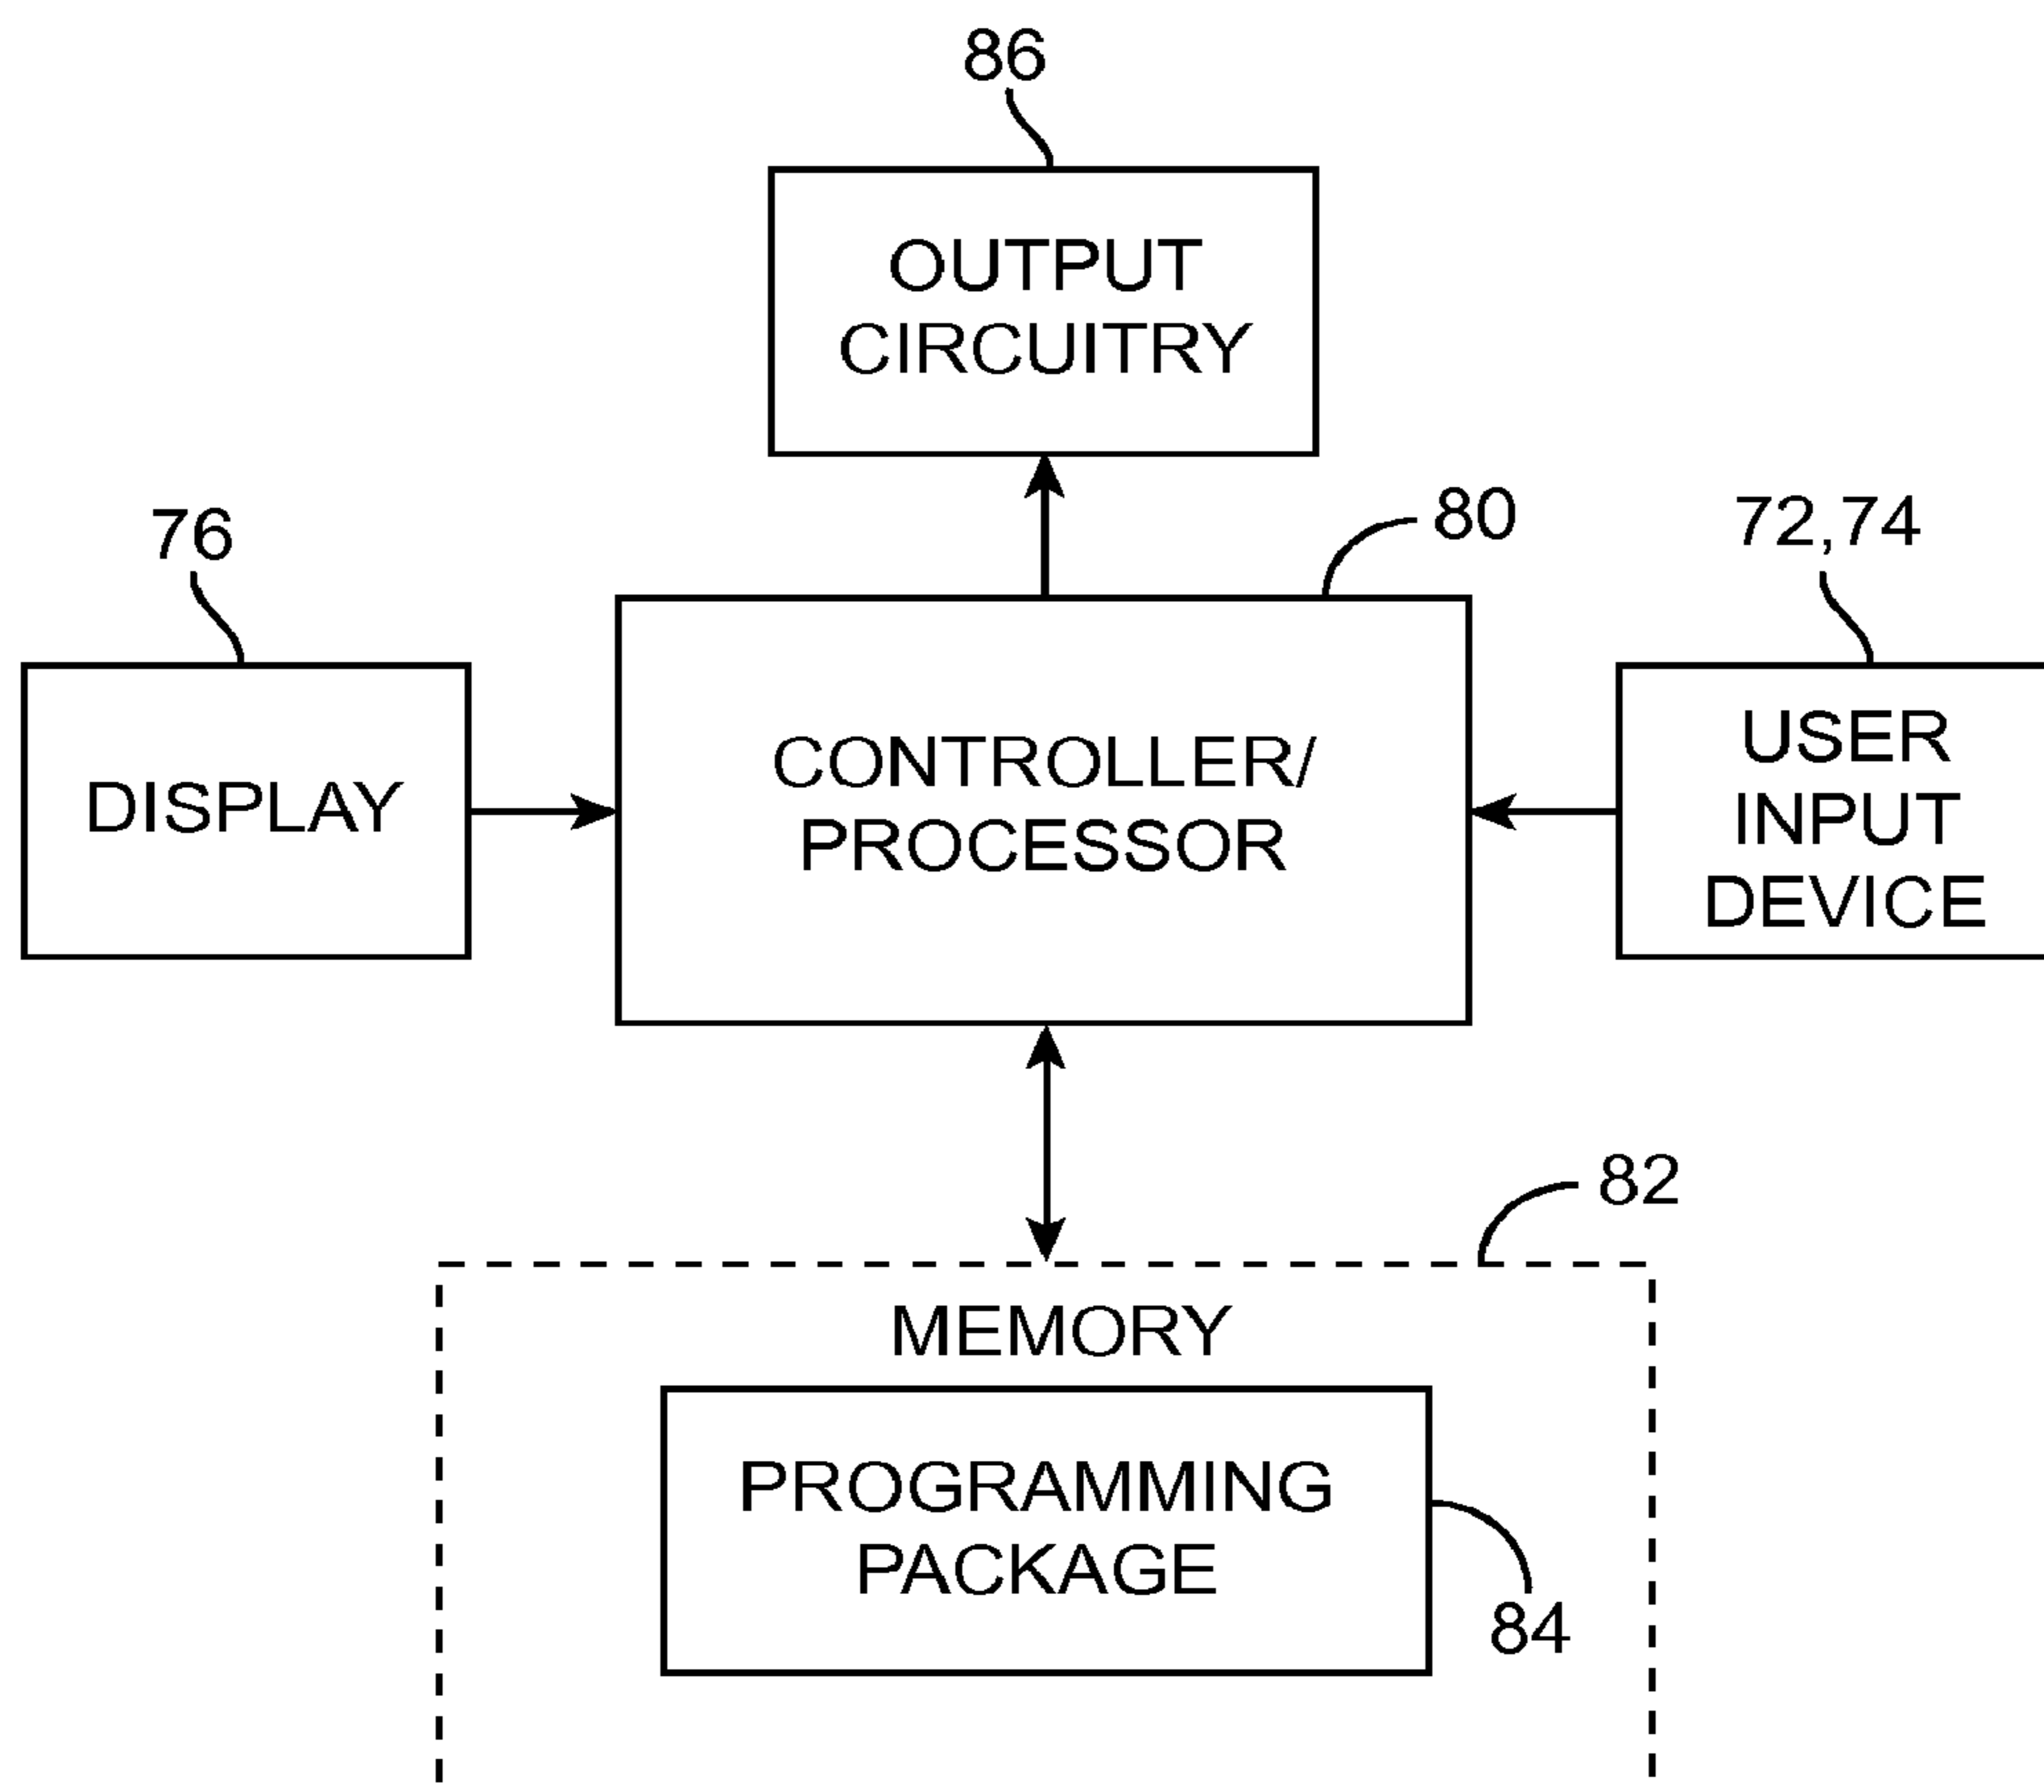 86
OUTPUT
CIRCUITRY
80
76
72,74
DISPLAY
CONTROLLER/
PROCESSOR
USER
INPUT
DEVICE
82
MEMORY
PROGRAMMING
PACKAGE
84